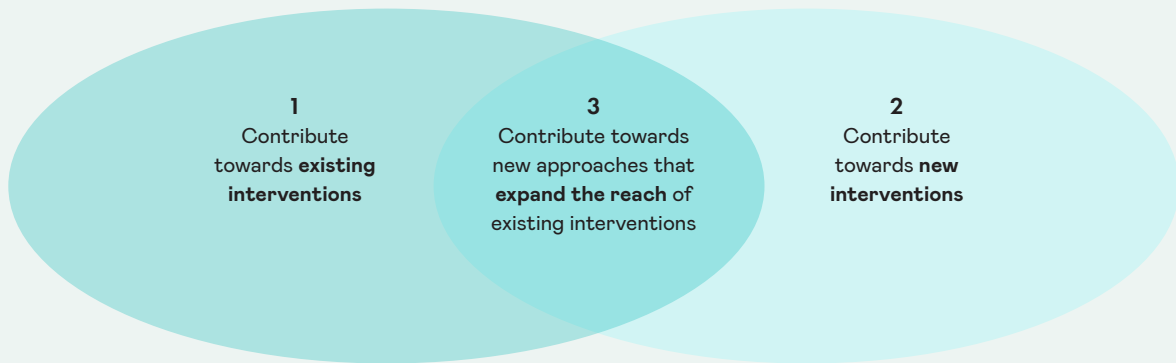 1
Contribute
towards existing
interventions
3
Contribute towards
new approaches that
expand the reach of
existing interventions
2
Contribute
towards new
interventions